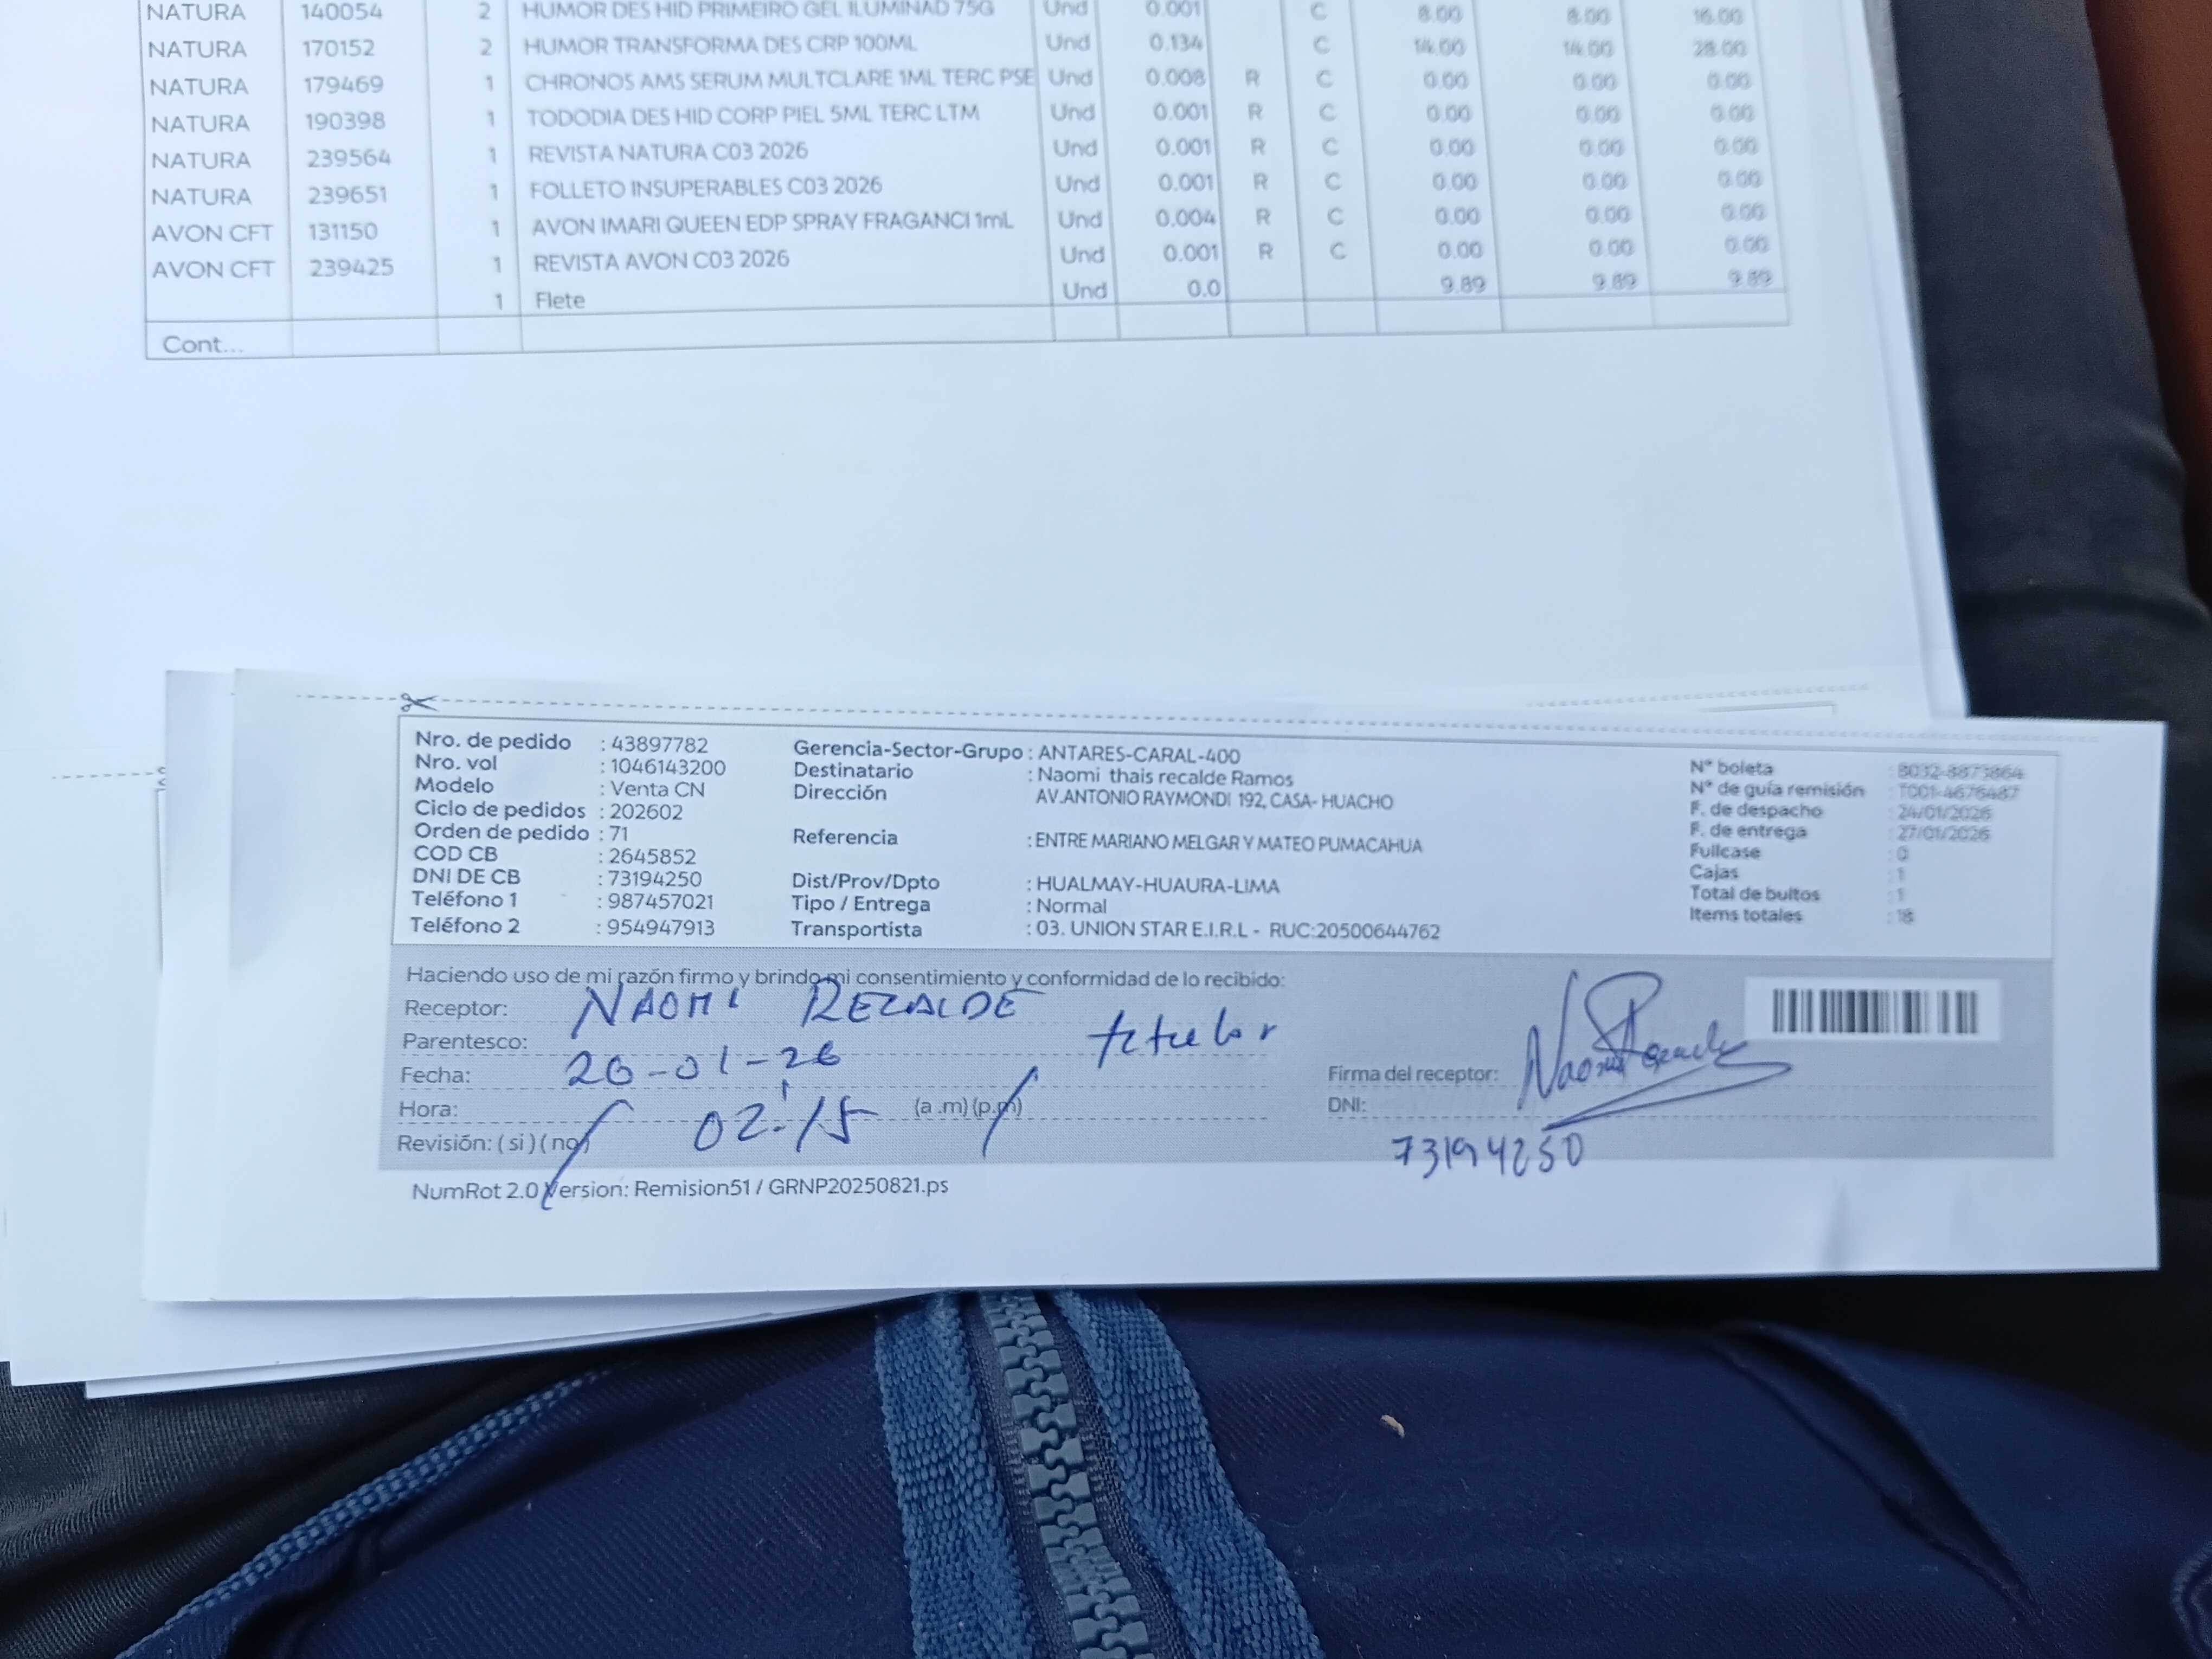 NATURA 140054 2 HUMOR DES HID PRIMEIRO GEL ILUMINAD 75G Und 0.001 C 8.00 8.00 16.00
NATURA 170152 2 HUMOR TRANSFORMA DES CRP 100ML Und 0.134 C 14.00 14.00 28.00
NATURA 179469 1 CHRONOS AMS SERUM MULTCLARE 1ML TERC PSE Und 0.008 R C 0.00 0.00 0.00
NATURA 190398 1 TODODIA DES HID CORP PIEL 5ML TERC LTM Und 0.001 R C 0.00 0.00 0.00
NATURA 239564 1 REVISTA NATURA C03 2026 Und 0.001 R C 0.00 0.00 0.00
NATURA 239651 1 FOLLETO INSUPERABLES C03 2026 Und 0.001 R C 0.00 0.00 0.00
AVON CFT 131150 1 AVON IMARI QUEEN EDP SPRAY FRAGANCI 1mL Und 0.004 R C 0.00 0.00 0.00
AVON CFT 239425 1 REVISTA AVON C03 2026 Und 0.001 R C 0.00 0.00 0.00
1 Flete Und 0.0 9.89 9.89 9.89
Cont...
Nro. de pedido : 43897782 Gerencia-Sector-Grupo : ANTARES-CARAL-400 N° boleta : B032-8873864
Nro. vol : 1046143200 Destinatario : Naomi thais recalde Ramos N° de guía remisión : T001-4676487
Modelo : Venta CN Dirección AV.ANTONIO RAYMONDI 192, CASA- HUACHO F. de despacho : 24/01/2026
Ciclo de pedidos : 202602 F. de entrega : 27/01/2026
Orden de pedido : 71 Referencia : ENTRE MARIANO MELGAR Y MATEO PUMACAHUA Fullcase : 0
COD CB : 2645852 Cajas : 1
DNI DE CB : 73194250 Dist/Prov/Dpto : HUALMAY-HUAURA-LIMA Total de bultos : 1
Teléfono 1 : 987457021 Tipo / Entrega : Normal Items totales : 18
Teléfono 2 : 954947913 Transportista : 03. UNION STAR E.I.R.L - RUC:20500644762
Haciendo uso de mi razón firmo y brindo mi consentimiento y conformidad de lo recibido:
Receptor: NAOMI REZALDE
Parentesco: titular
Fecha: 26-01-26 Firma del receptor:
Hora: 02:15 (a .m) (p.m) DNI: 73194250
Revisión: ( si ) ( no)
NumRot 2.0 Version: Remision51 / GRNP20250821.ps